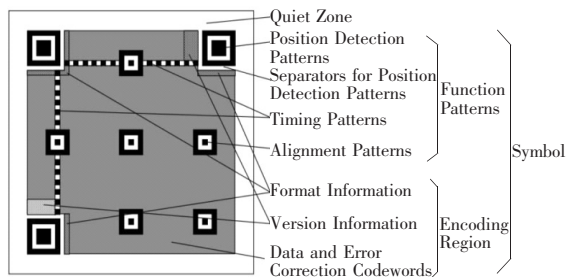 Quiet Zone
Position Detection
Patterns
Separators for Position
Detection Patterns
Timing Patterns
Alignment Patterns
Format Information
Version Information
Data and Error
Correction Codewords
Function
Patterns
Encoding
Region
Symbol